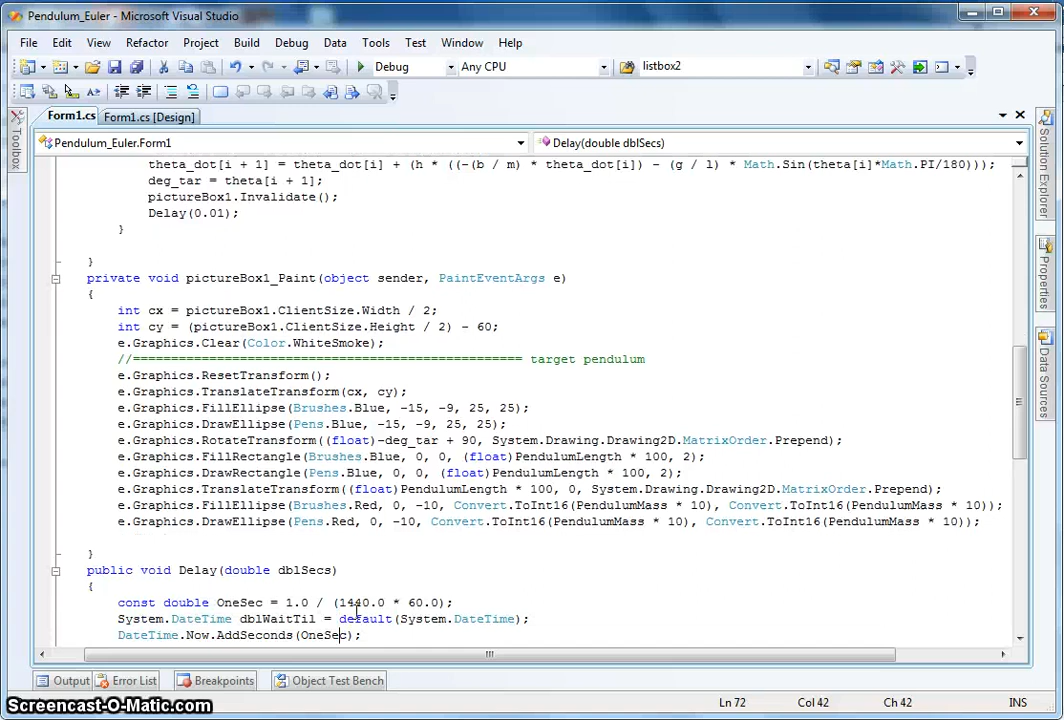 Pendulum_Euler - Microsoft Visual Studio
File Edit View Refactor Project Build Debug Data Tools Test Window Help
Debug Any CPU listbox2
Form1.cs Form1.cs [Design]
Toolbox
Pendulum_Euler.Form1 Delay(double dblSecs)
theta_dot[i + 1] = theta_dot[i] + (h * ((-(b / m) * theta_dot[i]) - (g / l) * Math.Sin(theta[i]*Math.PI/180)));
deg_tar = theta[i + 1];
pictureBox1.Invalidate();
Delay(0.01);
}
}
private void pictureBox1_Paint(object sender, PaintEventArgs e)
{
int cx = pictureBox1.ClientSize.Width / 2;
int cy = (pictureBox1.ClientSize.Height / 2) - 60;
e.Graphics.Clear(Color.WhiteSmoke);
//================================================== target pendulum
e.Graphics.ResetTransform();
e.Graphics.TranslateTransform(cx, cy);
e.Graphics.FillEllipse(Brushes.Blue, -15, -9, 25, 25);
e.Graphics.DrawEllipse(Pens.Blue, -15, -9, 25, 25);
e.Graphics.RotateTransform((float)-deg_tar + 90, System.Drawing.Drawing2D.MatrixOrder.Prepend);
e.Graphics.FillRectangle(Brushes.Blue, 0, 0, (float)PendulumLength * 100, 2);
e.Graphics.DrawRectangle(Pens.Blue, 0, 0, (float)PendulumLength * 100, 2);
e.Graphics.TranslateTransform((float)PendulumLength * 100, 0, System.Drawing.Drawing2D.MatrixOrder.Prepend);
e.Graphics.FillEllipse(Brushes.Red, 0, -10, Convert.ToInt16(PendulumMass * 10), Convert.ToInt16(PendulumMass * 10));
e.Graphics.DrawEllipse(Pens.Red, 0, -10, Convert.ToInt16(PendulumMass * 10), Convert.ToInt16(PendulumMass * 10));
}
public void Delay(double dblSecs)
{
const double OneSec = 1.0 / (1440.0 * 60.0);
System.DateTime dblWaitTil = default(System.DateTime);
DateTime.Now.AddSeconds(OneSec);
Solution Explorer
Properties
Data Sources
Output Error List Breakpoints Object Test Bench
Screencast-O-Matic.com
Ln 72 Col 42 Ch 42 INS